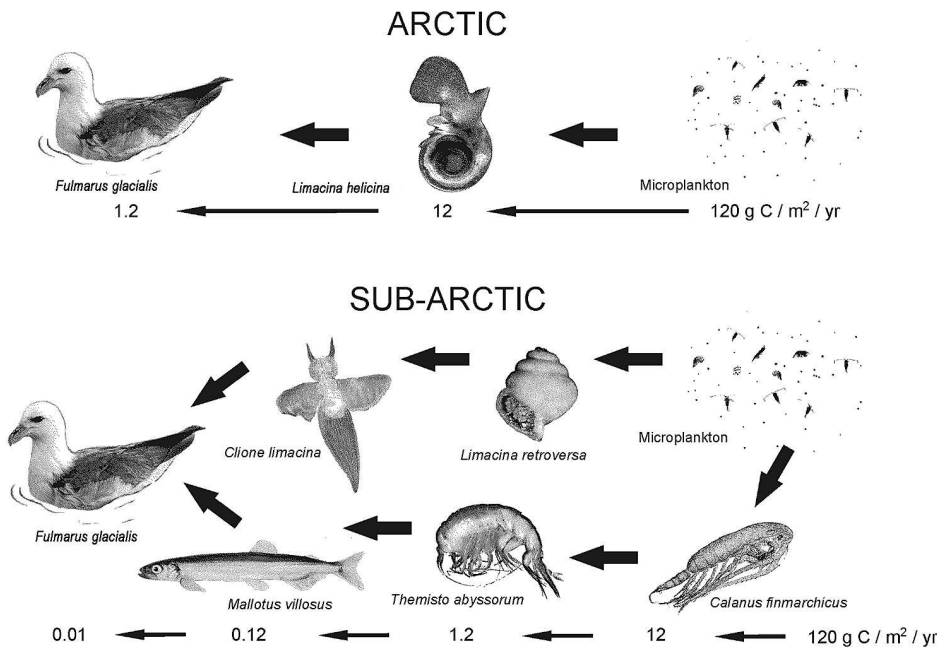 ARCTIC
Fulmarus glacialis
Limacina helicina
Microplankton
1.2
12
120 g C / m² / yr
SUB-ARCTIC
Clione limacina
Limacina retroversa
Microplankton
Fulmarus glacialis
Mallotus villosus
Themisto abyssorum
Calanus finmarchicus
0.01
0.12
1.2
12
120 g C / m² / yr